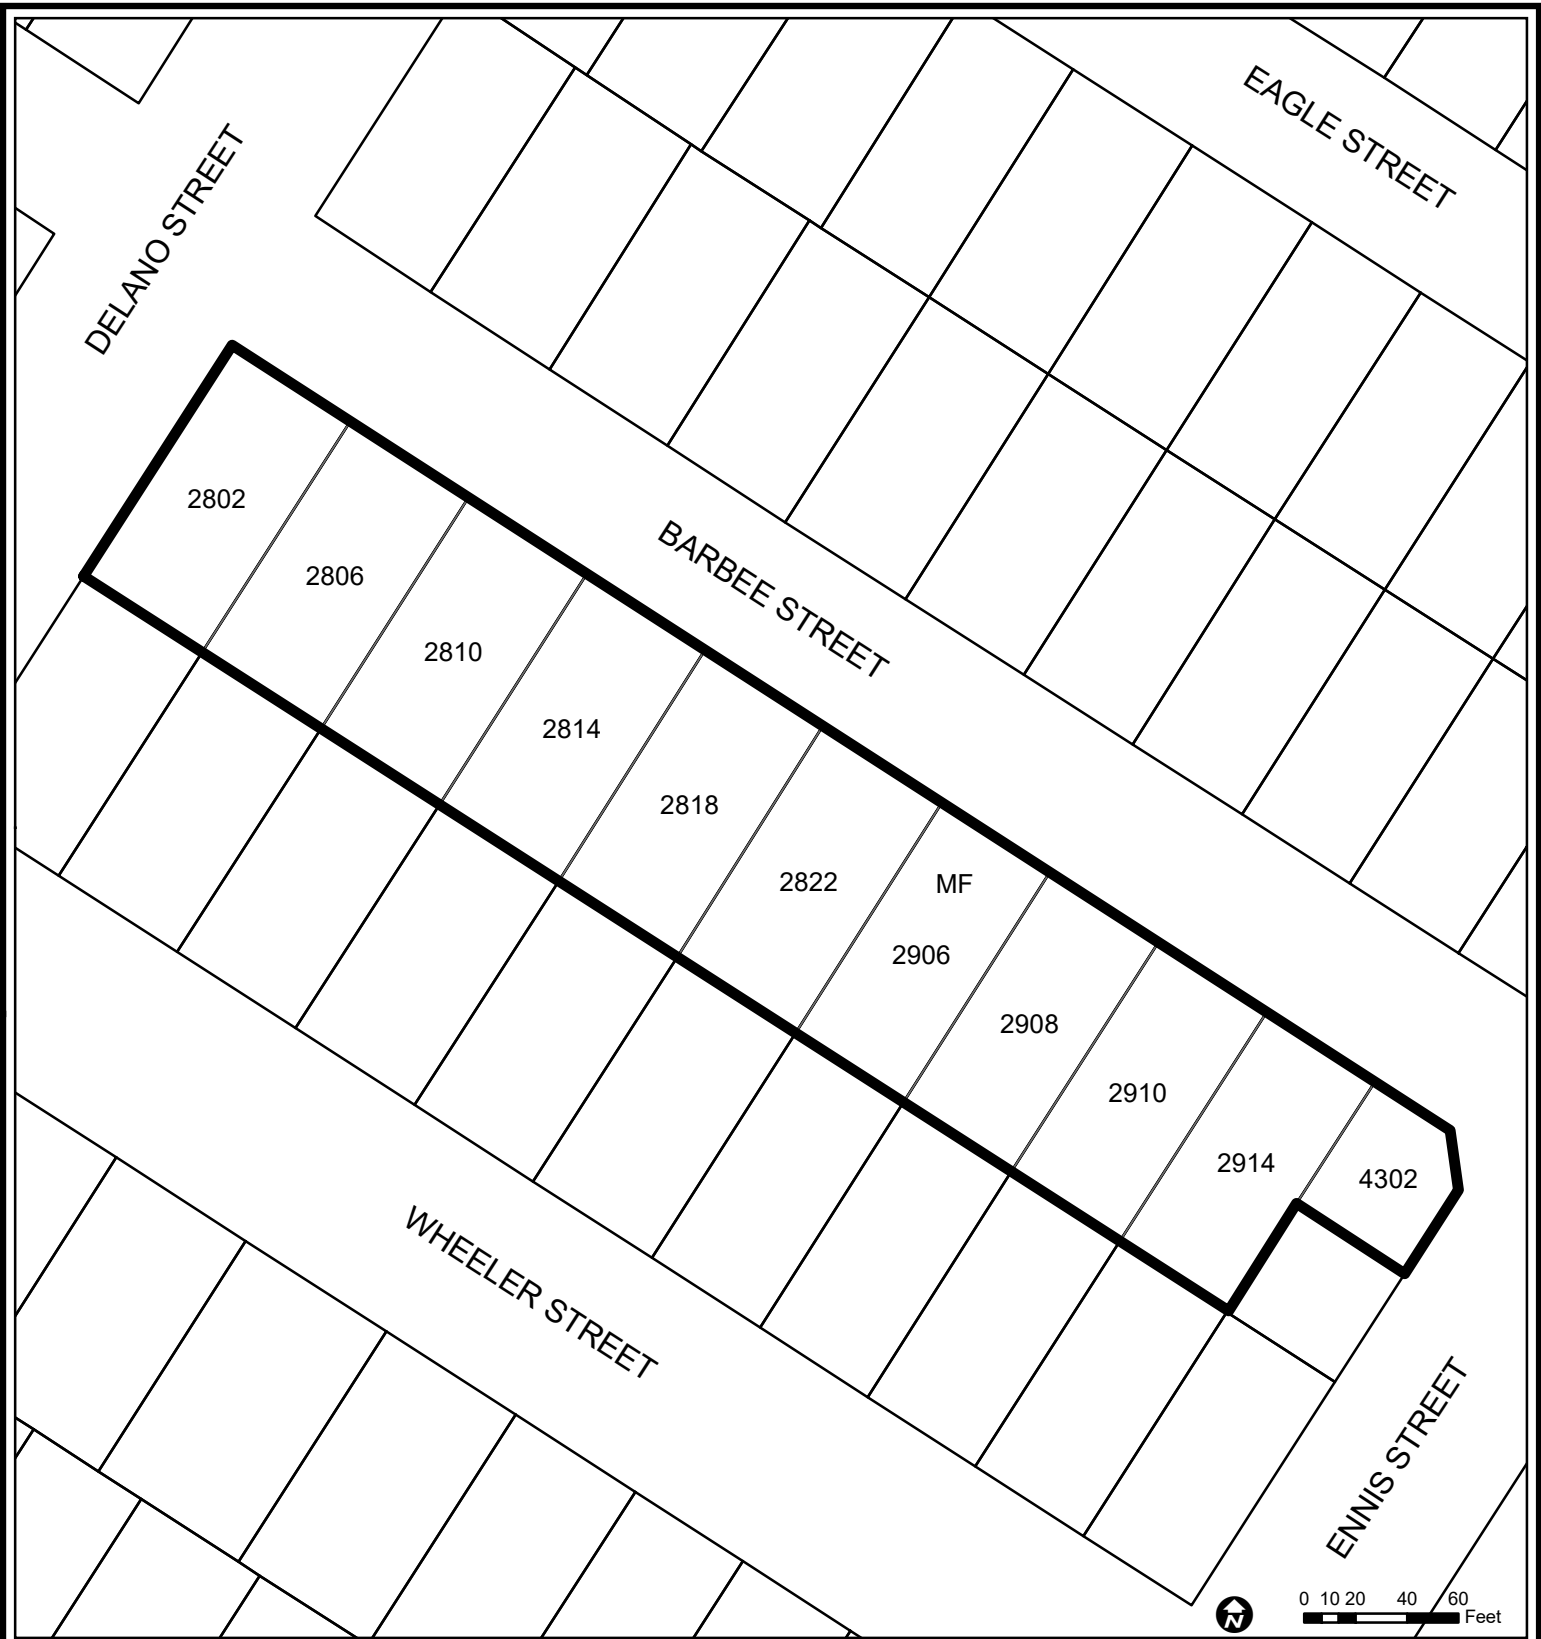 EAGLE STREET
DELANO STREET
2802
BARBEE STREET
2806
2810
2814
2818
2822
MF
2906
2908
2910
2914
4302
WHEELER STREET
ENNIS STREET
N
0 10 20 40 60
Feet